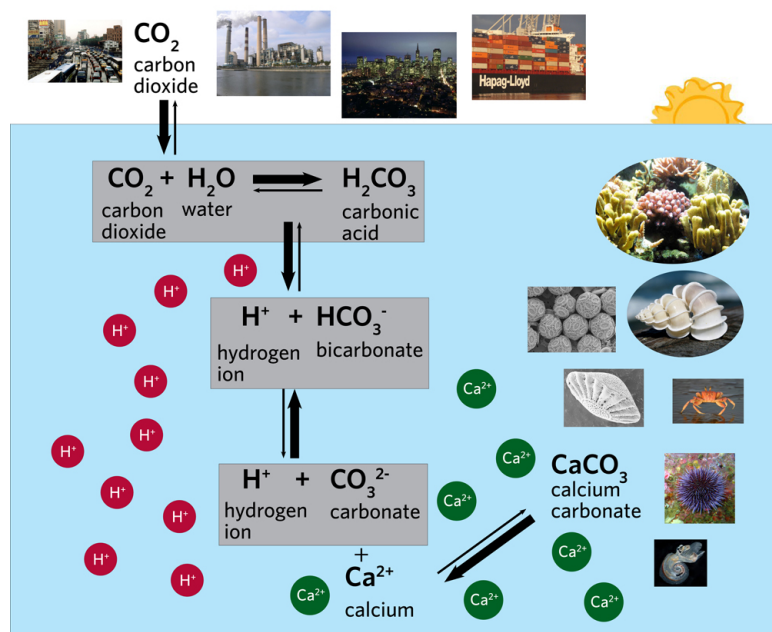 CO₂
carbon
dioxide
Hapag-Lloyd
CO₂ + H₂O H₂CO₃
carbon
dioxide
water
carbonic
acid
H⁺
H⁺
H⁺
H⁺ + HCO₃⁻
hydrogen
ion
bicarbonate
H⁺
Ca²⁺
H⁺
H⁺
Ca²⁺
H⁺ + CO₃²⁻
hydrogen
ion
carbonate
CaCO₃
calcium
carbonate
H⁺
Ca²⁺
H⁺
H⁺
Ca²⁺
+
Ca²⁺
calcium
H⁺
Ca²⁺
Ca²⁺
Ca²⁺